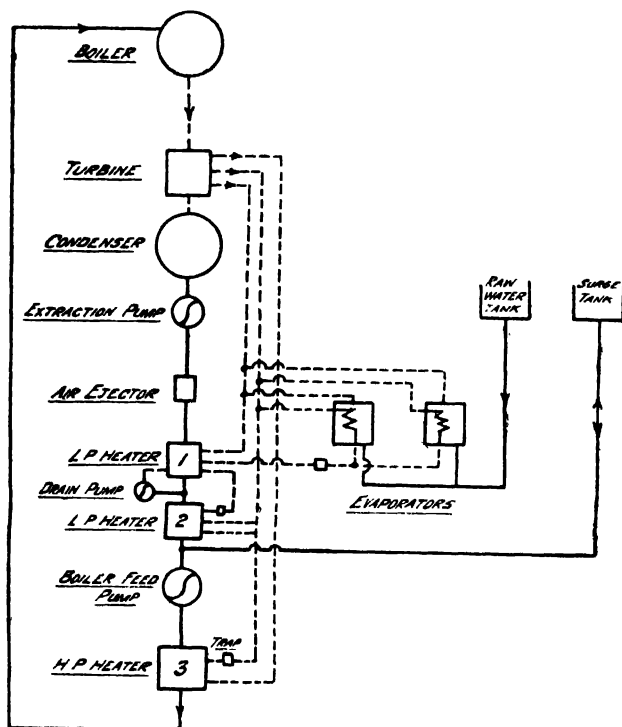 BOILER
TURBINE
CONDENSER
EXTRACTION PUMP
RAW
WATER
TANK
SURGE
TANK
AIR EJECTOR
L P HEATER
1
DRAIN PUMP
EVAPORATORS
L P HEATER
2
BOILER FEED
PUMP
TRAP
H P HEATER
3